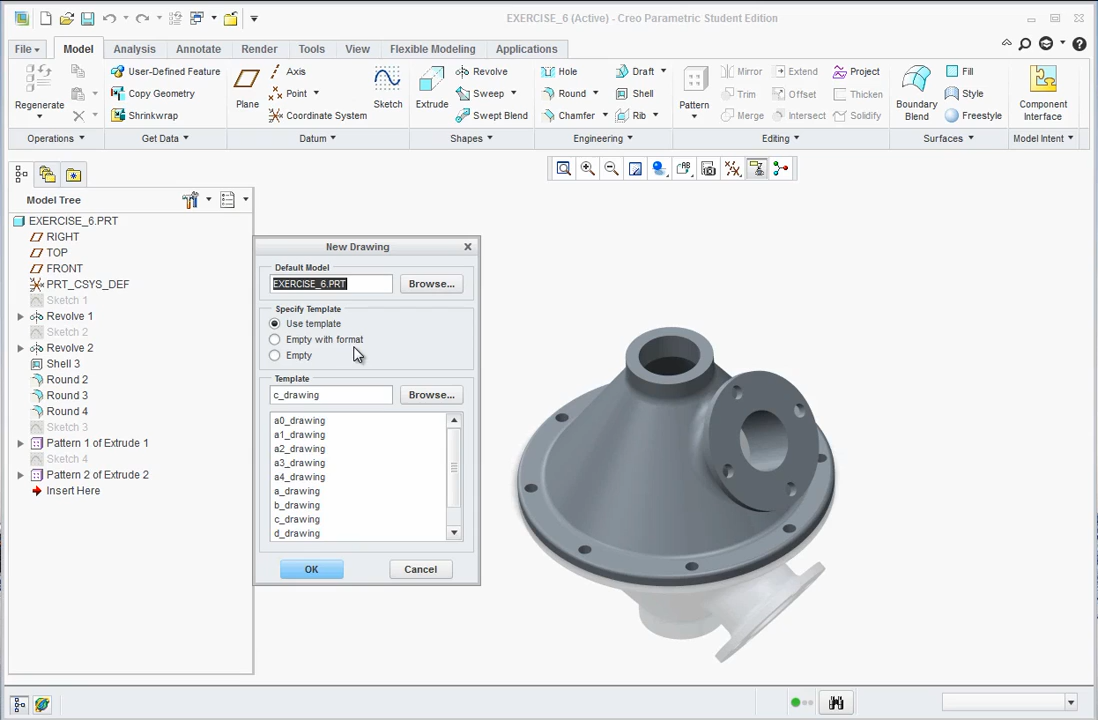 EXERCISE_6 (Active) - Creo Parametric Student Edition
File
Model
Analysis
Annotate
Render
Tools
View
Flexible Modeling
Applications
Regenerate
User-Defined Feature
Copy Geometry
Shrinkwrap
Plane
Axis
Point
Coordinate System
Sketch
Extrude
Revolve
Sweep
Swept Blend
Hole
Round
Chamfer
Draft
Shell
Rib
Pattern
Mirror
Trim
Merge
Extend
Offset
Intersect
Project
Thicken
Solidify
Boundary
Blend
Fill
Style
Freestyle
Component
Interface
Operations
Get Data
Datum
Shapes
Engineering
Editing
Surfaces
Model Intent
Model Tree
EXERCISE_6.PRT
RIGHT
TOP
FRONT
PRT_CSYS_DEF
Sketch 1
Revolve 1
Sketch 2
Revolve 2
Shell 3
Round 2
Round 3
Round 4
Sketch 3
Pattern 1 of Extrude 1
Sketch 4
Pattern 2 of Extrude 2
Insert Here
New Drawing
Default Model
EXERCISE_6.PRT
Browse...
Specify Template
Use template
Empty with format
Empty
Template
c_drawing
Browse...
a0_drawing
a1_drawing
a2_drawing
a3_drawing
a4_drawing
a_drawing
b_drawing
c_drawing
d_drawing
OK
Cancel